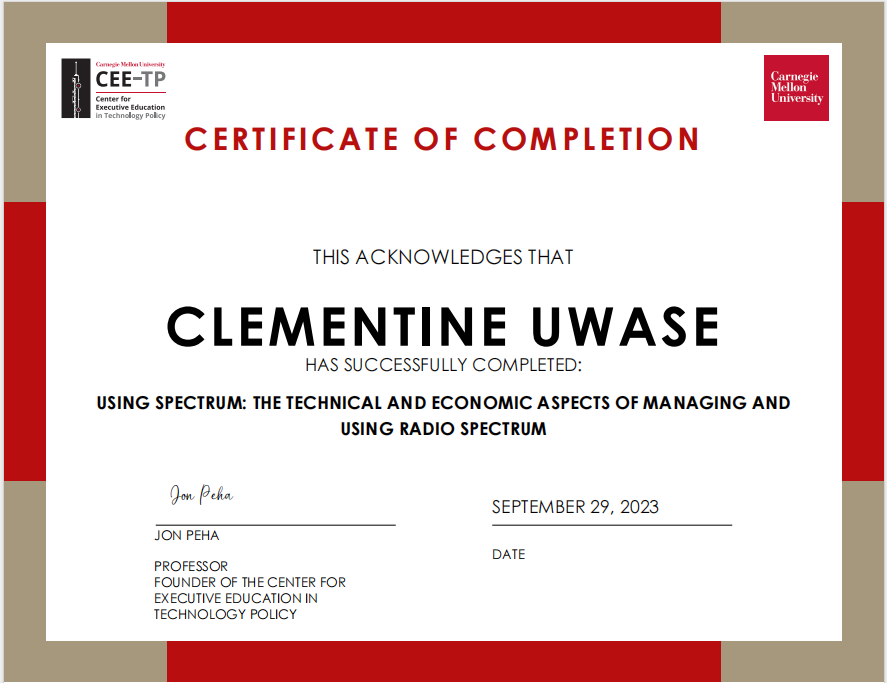 Carnegie Mellon University
CEE-TP
Center for
Executive Education
in Technology Policy
Carnegie
Mellon
University
CERTIFICATE OF COMPLETION
THIS ACKNOWLEDGES THAT
CLEMENTINE UWASE
HAS SUCCESSFULLY COMPLETED:
USING SPECTRUM: THE TECHNICAL AND ECONOMIC ASPECTS OF MANAGING AND
USING RADIO SPECTRUM
Jon Peha
JON PEHA
PROFESSOR
FOUNDER OF THE CENTER FOR
EXECUTIVE EDUCATION IN
TECHNOLOGY POLICY
SEPTEMBER 29, 2023
DATE